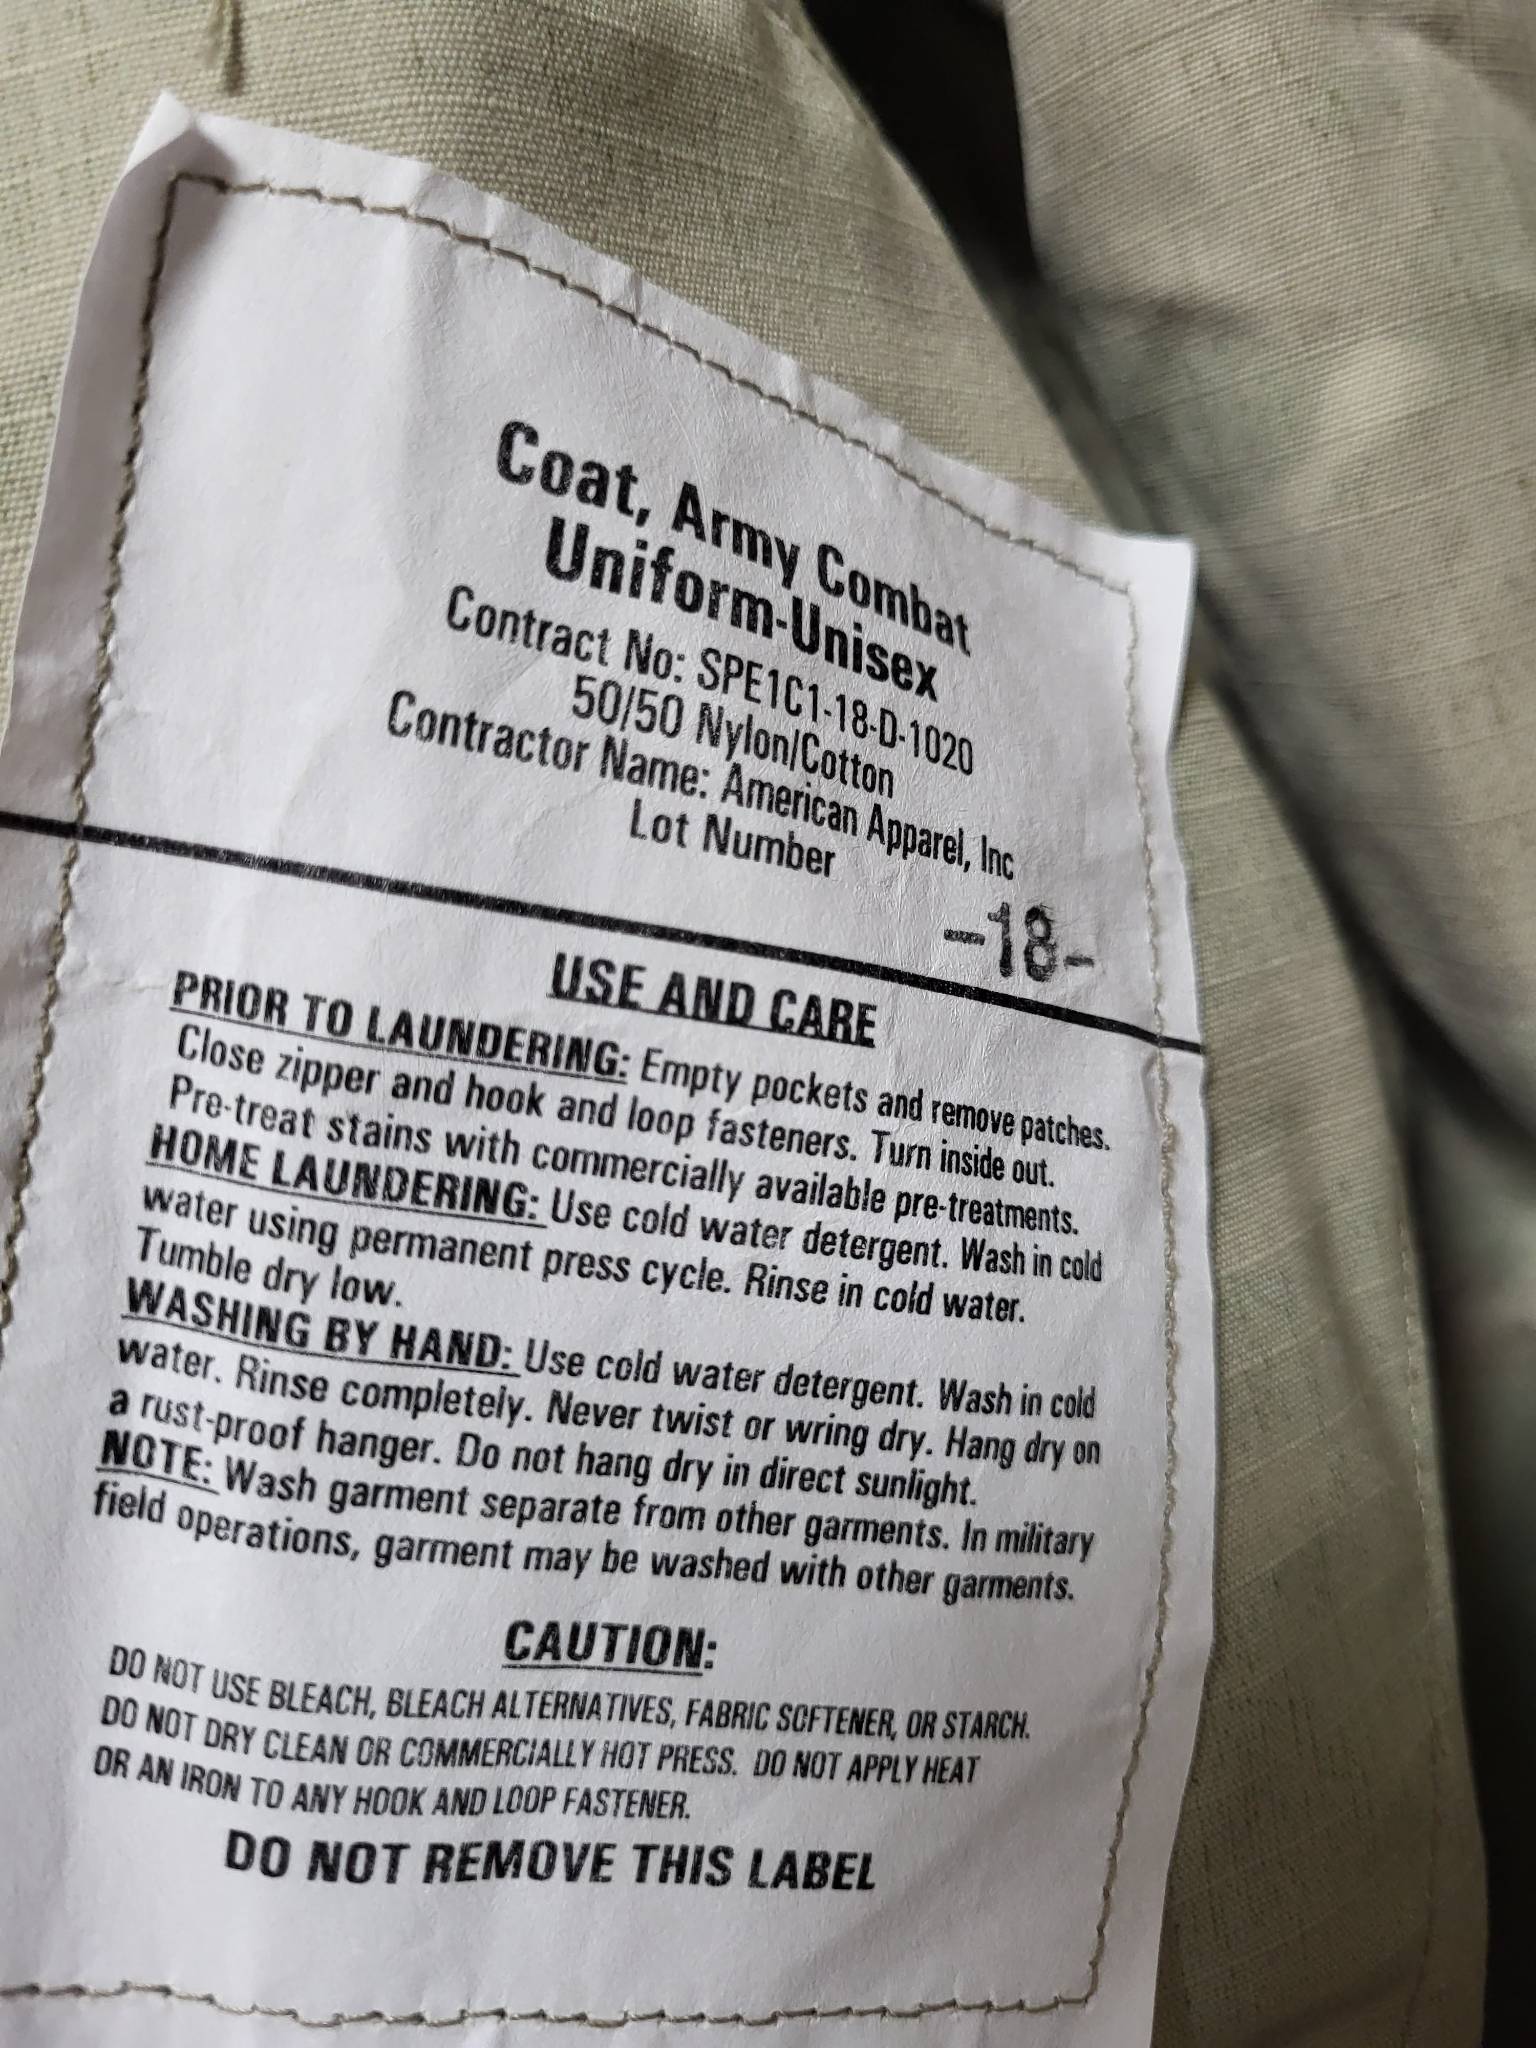 Coat, Army Combat
Uniform-Unisex
Contract No: SPE1C1-18-D-1020
50/50 Nylon/Cotton
Contractor Name: American Apparel, Inc
Lot Number
-18-
USE AND CARE
PRIOR TO LAUNDERING: Empty pockets and remove patches.
Close zipper and hook and loop fasteners. Turn inside out.
Pre-treat stains with commercially available pre-treatments.
HOME LAUNDERING: Use cold water detergent. Wash in cold
water using permanent press cycle. Rinse in cold water.
Tumble dry low.
WASHING BY HAND: Use cold water detergent. Wash in cold
water. Rinse completely. Never twist or wring dry. Hang dry on
a rust-proof hanger. Do not hang dry in direct sunlight.
NOTE: Wash garment separate from other garments. In military
field operations, garment may be washed with other garments.
CAUTION:
DO NOT USE BLEACH, BLEACH ALTERNATIVES, FABRIC SOFTENER, OR STARCH.
DO NOT DRY CLEAN OR COMMERCIALLY HOT PRESS. DO NOT APPLY HEAT
OR AN IRON TO ANY HOOK AND LOOP FASTENER.
DO NOT REMOVE THIS LABEL